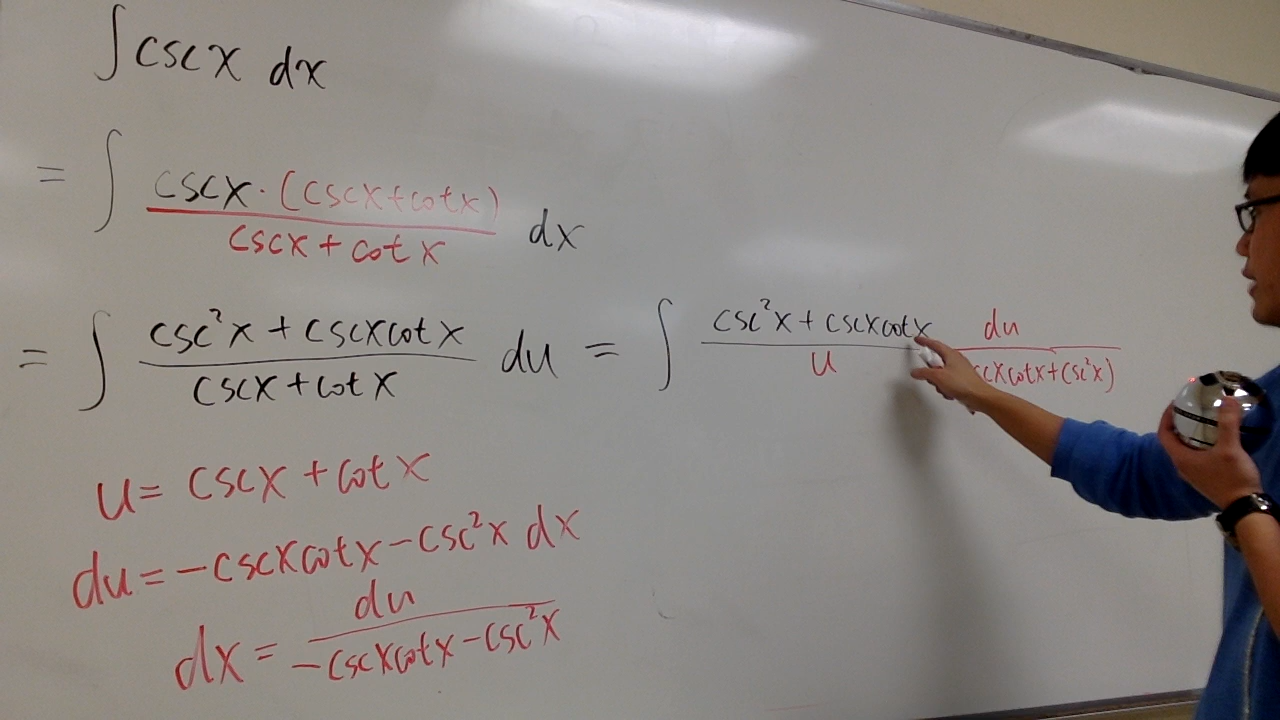 ∫ cscx dx
= ∫ cscx·(cscx+cotx) / cscx+cotx dx
= ∫ csc²x + cscxcotx / cscx+cotx du = ∫ csc²x + cscxcotx / u du / cxcotx+csc²x)
u = cscx + cotx
du = -cscxcotx - csc²x dx
dx = du / -cscxcotx - csc²x